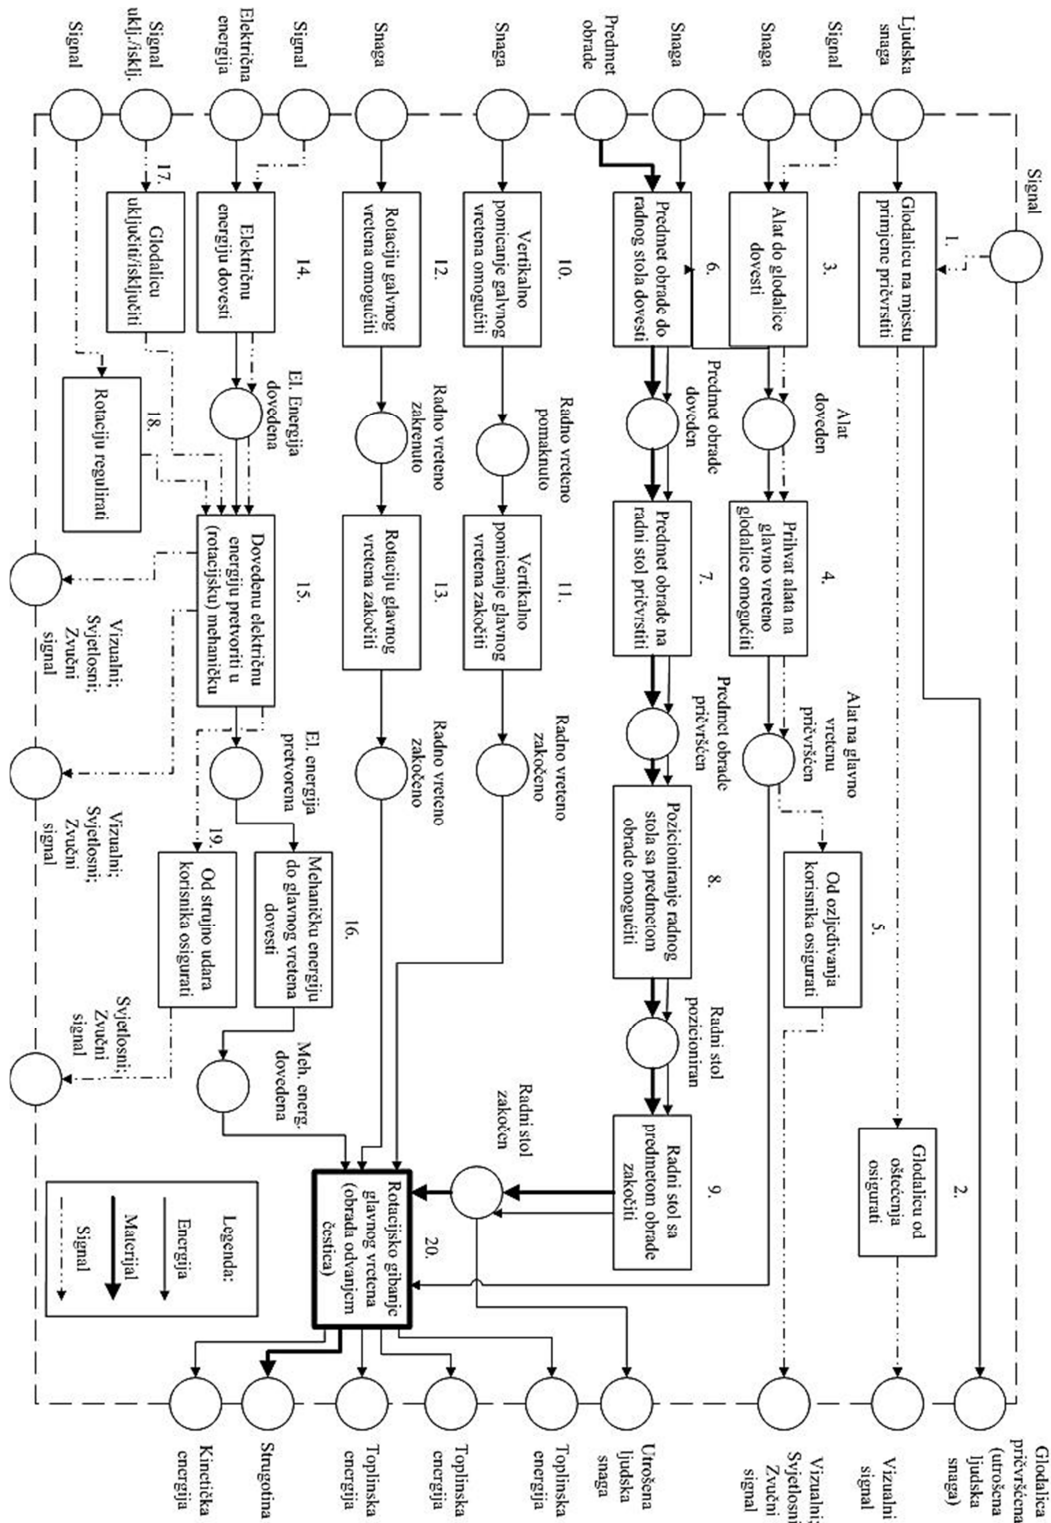 Signal
Ljudska
snaga
Signal
Snaga
Snaga
Predmet
obrade
Snaga
Snaga
Signal
Električna
energija
Signal
uklj./isklj.
Signal
1.
Glodalicu na mjestu
primjene pričvrstiti
2.
Glodalicu od
oštećenja
osigurati
Glodalica
pričvršćena
(utrošena
ljudska
snaga)
Vizualni
signal
3.
Alat do glodalice
dovesti
Alat
doveden
4.
Prihvat alata na
glavno vreteno
glodalice omogućiti
Alat na glavno
vretenu
pričvršćen
5.
Od ozljeđivanja
korisnika osigurati
Vizualni;
Svjetlosni
Zvučni
signal
6.
Predmet obrade do
radnog stola dovesti
Predmet obrade
doveden
7.
Predmet obrade na
radni stol pričvrstiti
Predmet obrade
pričvršćen
8.
Pozicioniranje radnog
stola sa predmetom
obrade omogućiti
Radni stol
pozicioniran
9.
Radni stol sa
predmetom obrade
zakočiti
Radni stol
zakočen
Utrošena
ljudska
snaga
10.
Vertikalno
pomicanje galvnog
vretena omogućiti
Radno vreteno
pomaknuto
11.
Vertikalno
pomicanje glavnog
vretena zakočiti
Radno vreteno
zakočeno
12.
Rotaciju galvnog
vretena omogućiti
Radno vreteno
zakrenuto
13.
Rotaciju glavnog
vretena zakočiti
Radno vreteno
zakočeno
14.
Električnu
energiju dovesti
El. Energija
dovedena
15.
Dovedenu električnu
energiju pretvoriti u
(rotacijsku) mehaničku
El. energija
pretvorena
16.
Mehaničku energiju
do glavnog vretena
dovesti
Meh. energ.
dovedena
17.
Glodalicu
uključiti/isključiti
18.
Rotaciju regulirati
19.
Od strujno udara
korisnika osigurati
20.
Rotacijsko gibanje
glavnog vretena
(obrada odvanjem
čestica)
Toplinska
energija
Toplinska
energija
Toplinska
energija
Strugotina
Kinetička
energija
Vizualni;
Svjetlosni;
Zvučni
signal
Vizualni;
Svjetlosni;
Zvučni
signal
Svjetlosni;
Zvučni
signal
Legenda:
Energija
Materijal
Signal